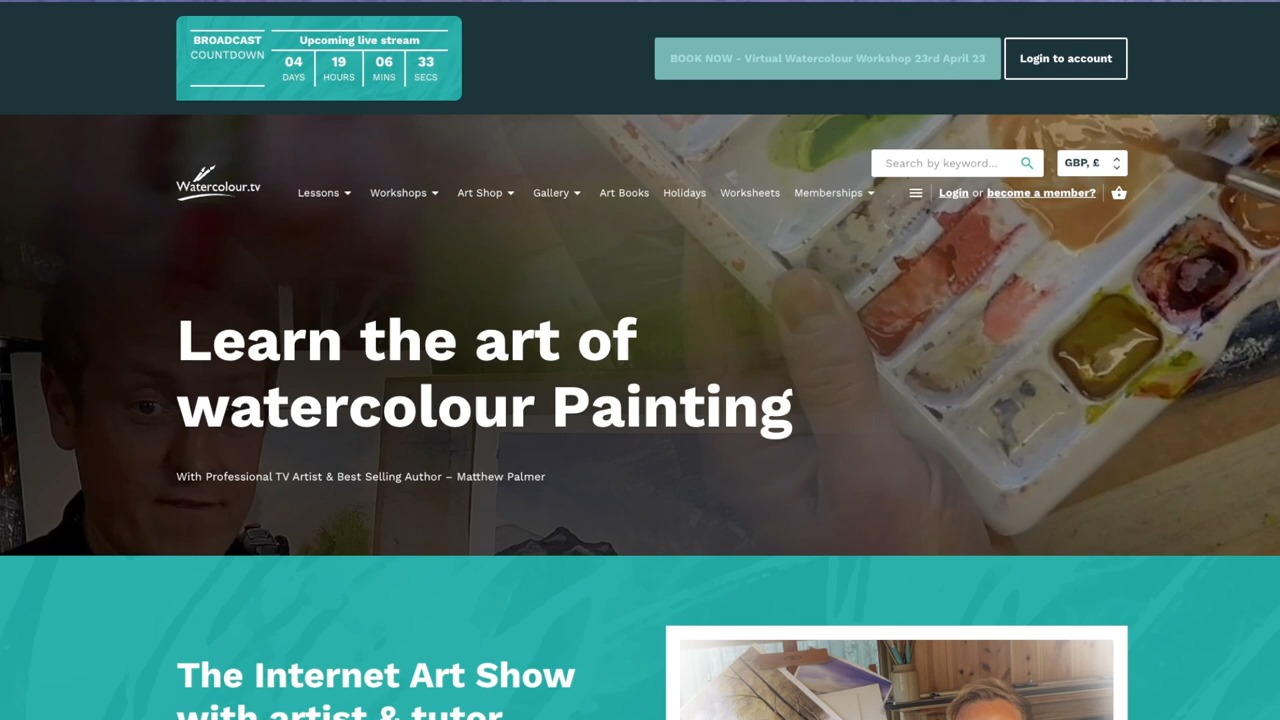 BROADCAST
COUNTDOWN
Upcoming live stream
04 19 06 33
DAYS HOURS MINS SECS
BOOK NOW - Virtual Watercolour Workshop 23rd April 23
Login to account
Search by keyword...
GBP, £
Watercolour.tv
Lessons Workshops Art Shop Gallery Art Books Holidays Worksheets Memberships
Login or become a member?
Learn the art of
watercolour Painting
With Professional TV Artist & Best Selling Author – Matthew Palmer
The Internet Art Show
with artist & tutor